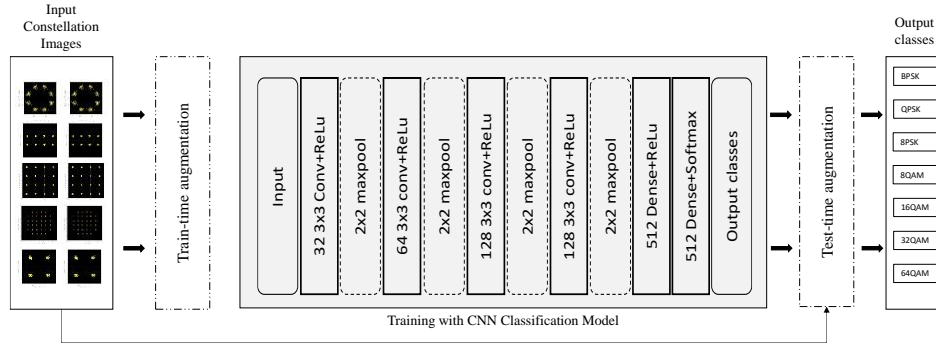 Input
Constellation
Images
Train-time augmentation
Input
32 3x3 Conv+ReLu
2x2 maxpool
64 3x3 conv+ReLu
2x2 maxpool
128 3x3 conv+ReLu
2x2 maxpool
128 3x3 conv+ReLu
2x2 maxpool
512 Dense+ReLu
512 Dense+Softmax
Output classes
Training with CNN Classification Model
Test-time augmentation
Output
classes
BPSK
QPSK
8PSK
8QAM
16QAM
32QAM
64QAM